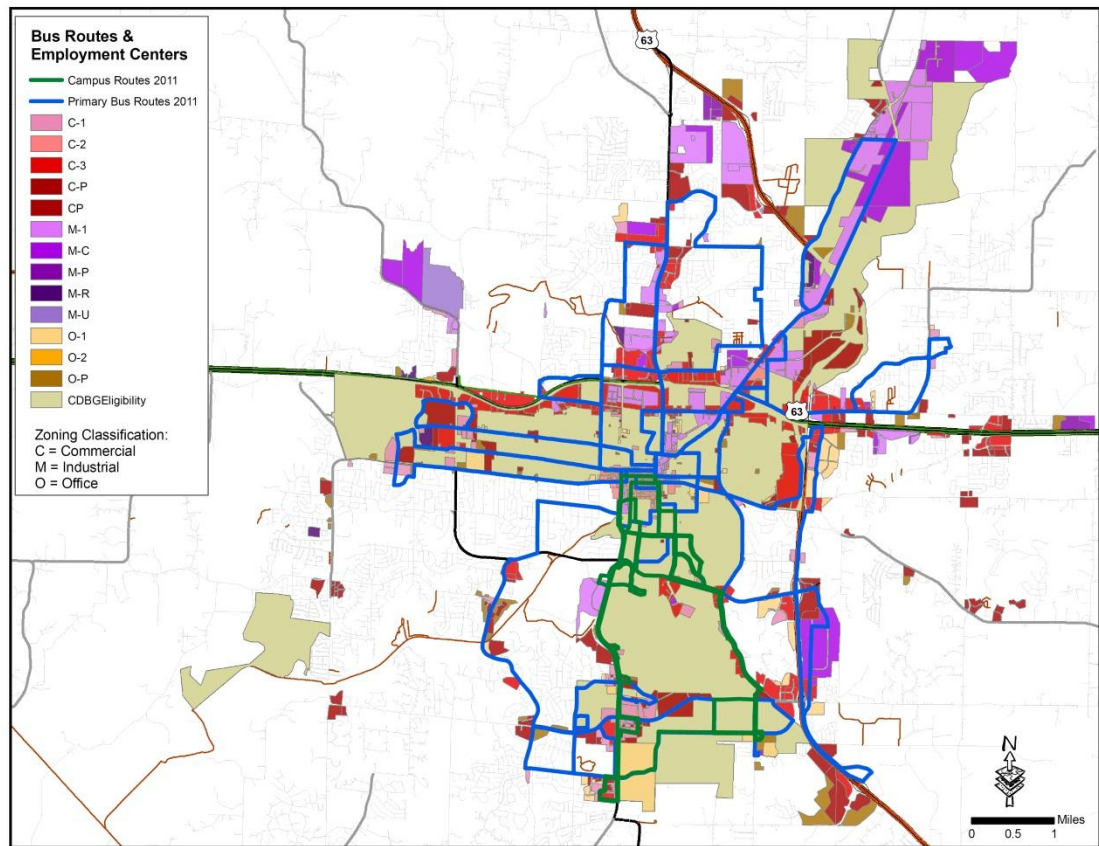 Bus Routes &
Employment Centers
Campus Routes 2011
Primary Bus Routes 2011
C-1
C-2
C-3
C-P
CP
M-1
M-C
M-P
M-R
M-U
O-1
O-2
O-P
CDBGEligibility
Zoning Classification:
C = Commercial
M = Industrial
O = Office
63
63
N
Miles
0 0.5 1